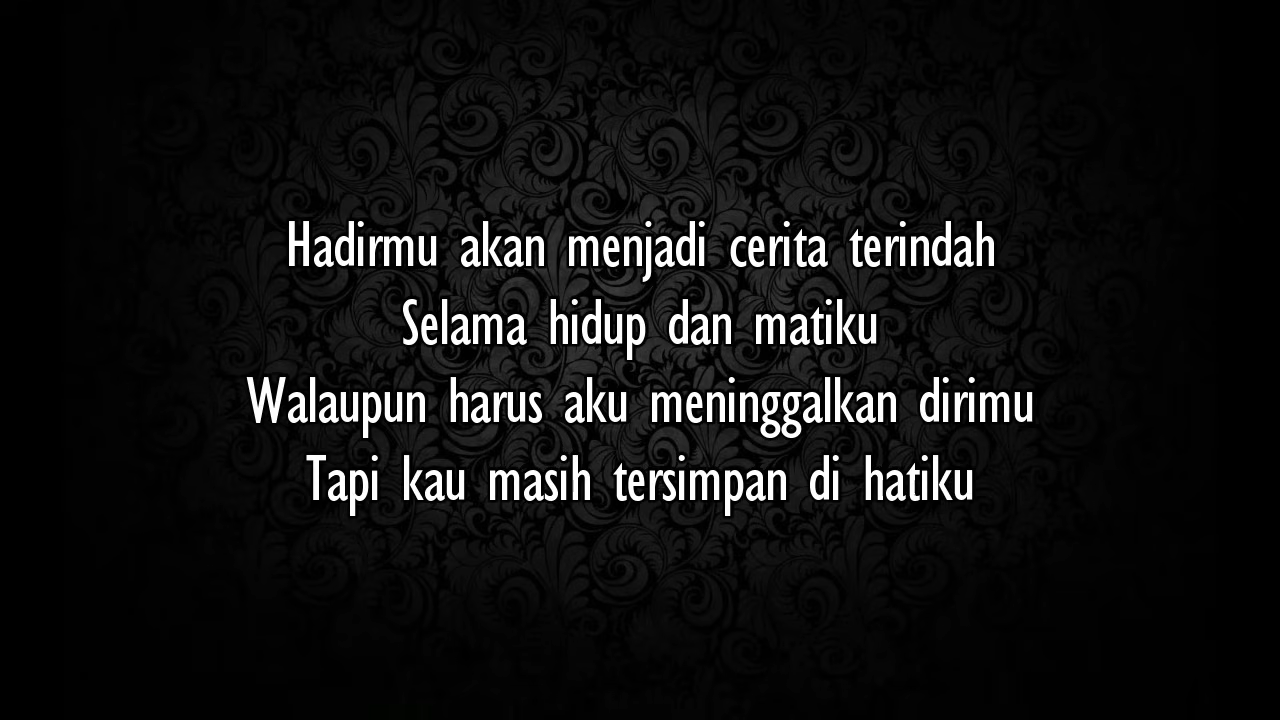 Hadirmu akan menjadi cerita terindah
Selama hidup dan matiku
Walaupun harus aku meninggalkan dirimu
Tapi kau masih tersimpan di hatiku